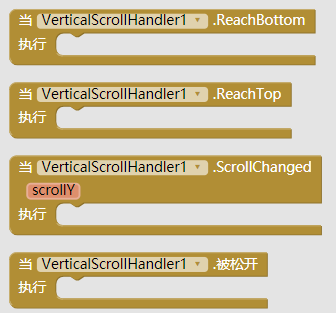 当 VerticalScrollHandler1 .ReachBottom
执行
当 VerticalScrollHandler1 .ReachTop
执行
当 VerticalScrollHandler1 .ScrollChanged
scrollY
执行
当 VerticalScrollHandler1 .被松开
执行